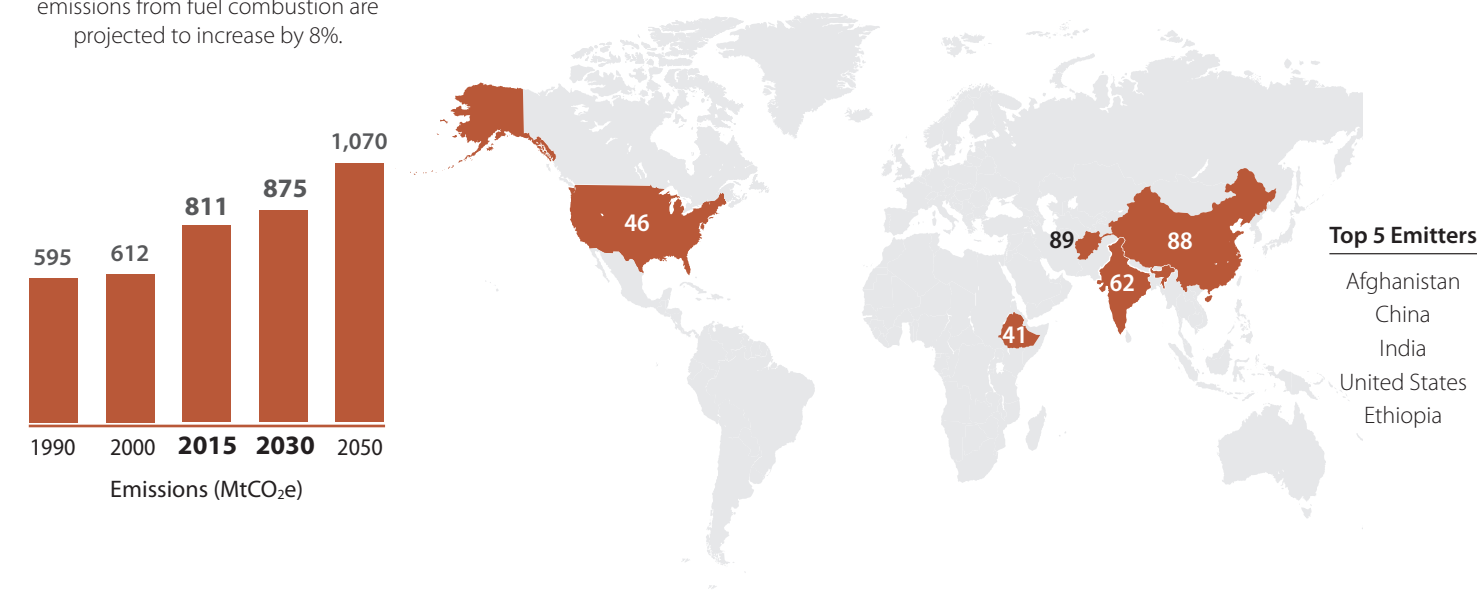 emissions from fuel combustion are
projected to increase by 8%.
595
612
811
875
1,070
1990
2000
2015
2030
2050
Emissions (MtCO₂e)
46
89
88
62
41
Top 5 Emitters
Afghanistan
China
India
United States
Ethiopia